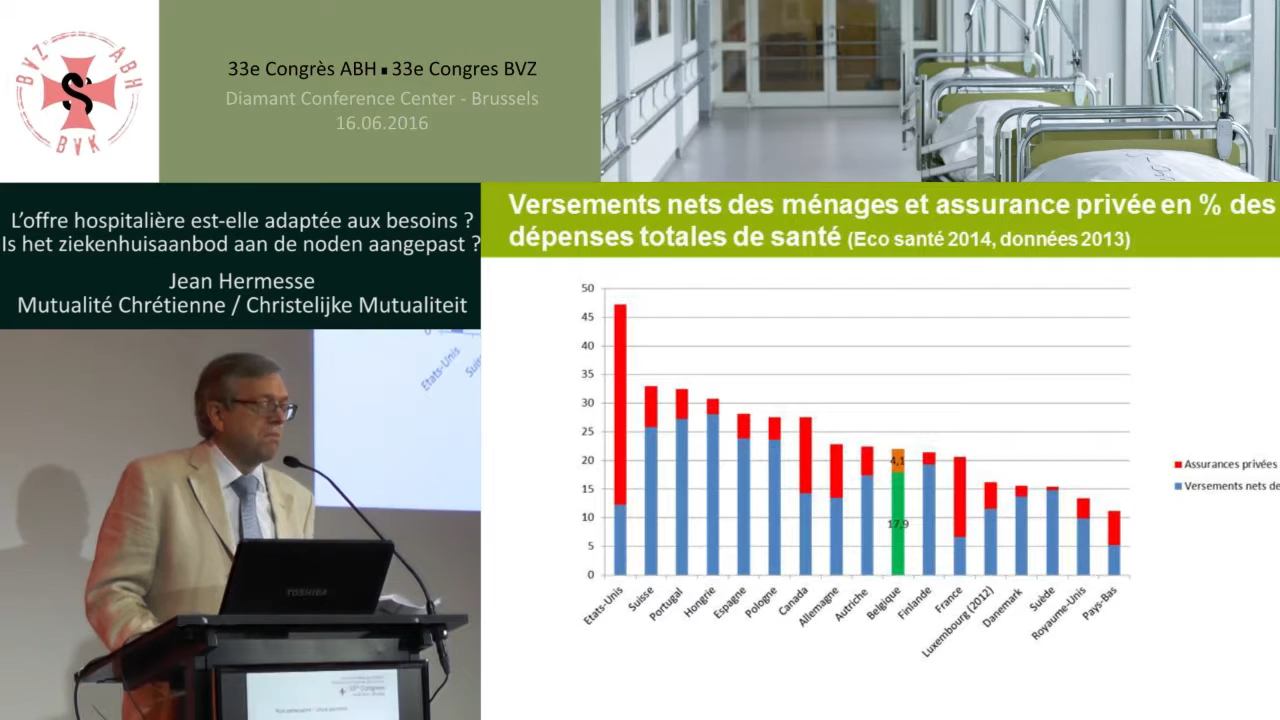 BVZ ABH BVK
33e Congrès ABH ▪ 33e Congres BVZ
Diamant Conference Center - Brussels
16.06.2016
L'offre hospitalière est-elle adaptée aux besoins ?
Is het ziekenhuisaanbod aan de noden aangepast ?
Jean Hermesse
Mutualité Chrétienne / Christelijke Mutualiteit
Versements nets des ménages et assurance privée en % des
dépenses totales de santé (Eco santé 2014, données 2013)
50
45
40
35
30
25
20
15
10
5
0
4,1
17,9
Etats-Unis
Suisse
Portugal
Hongrie
Espagne
Pologne
Canada
Allemagne
Autriche
Belgique
Finlande
France
Luxembourg (2012)
Danemark
Suède
Royaume-Unis
Pays-Bas
Assurances privées
Versements nets de
Etats-Unis
TOSHIBA
33e Congrès